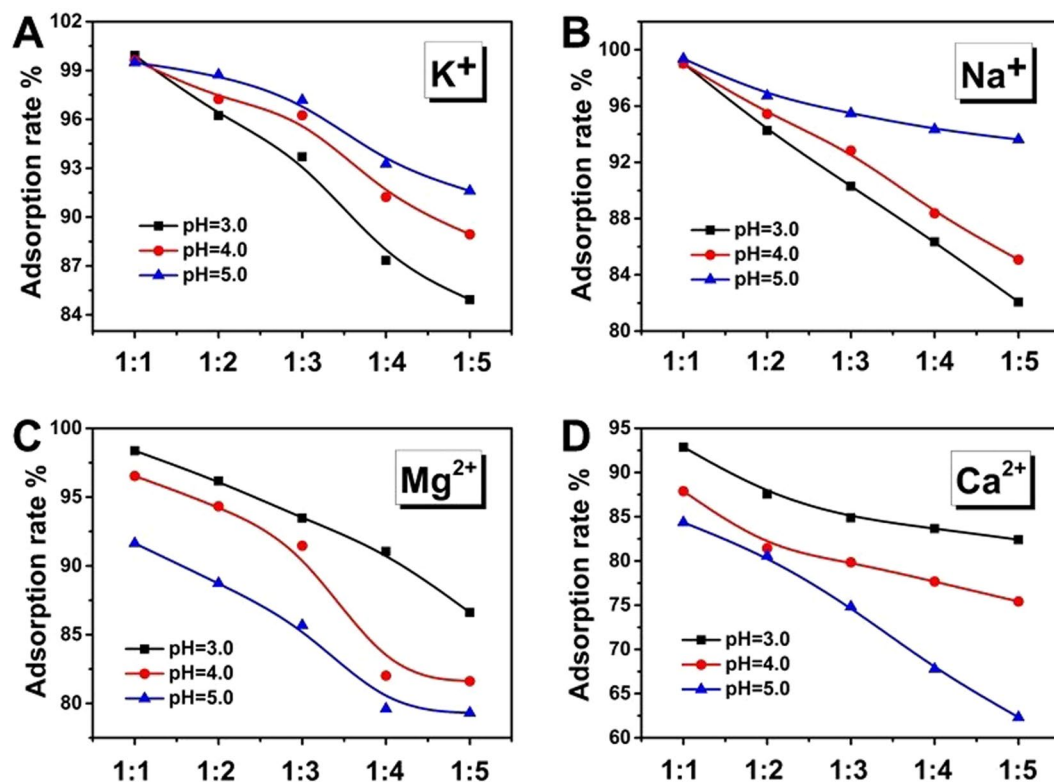 A
K+
Adsorption rate %
102
99
96
93
90
87
84
pH=3.0
pH=4.0
pH=5.0
1:1 1:2 1:3 1:4 1:5
B
Na+
Adsorption rate %
100
96
92
88
84
80
pH=3.0
pH=4.0
pH=5.0
1:1 1:2 1:3 1:4 1:5
C
Mg2+
Adsorption rate %
100
95
90
85
80
pH=3.0
pH=4.0
pH=5.0
1:1 1:2 1:3 1:4 1:5
D
Ca2+
Adsorption rate %
95
90
85
80
75
70
65
60
pH=3.0
pH=4.0
pH=5.0
1:1 1:2 1:3 1:4 1:5